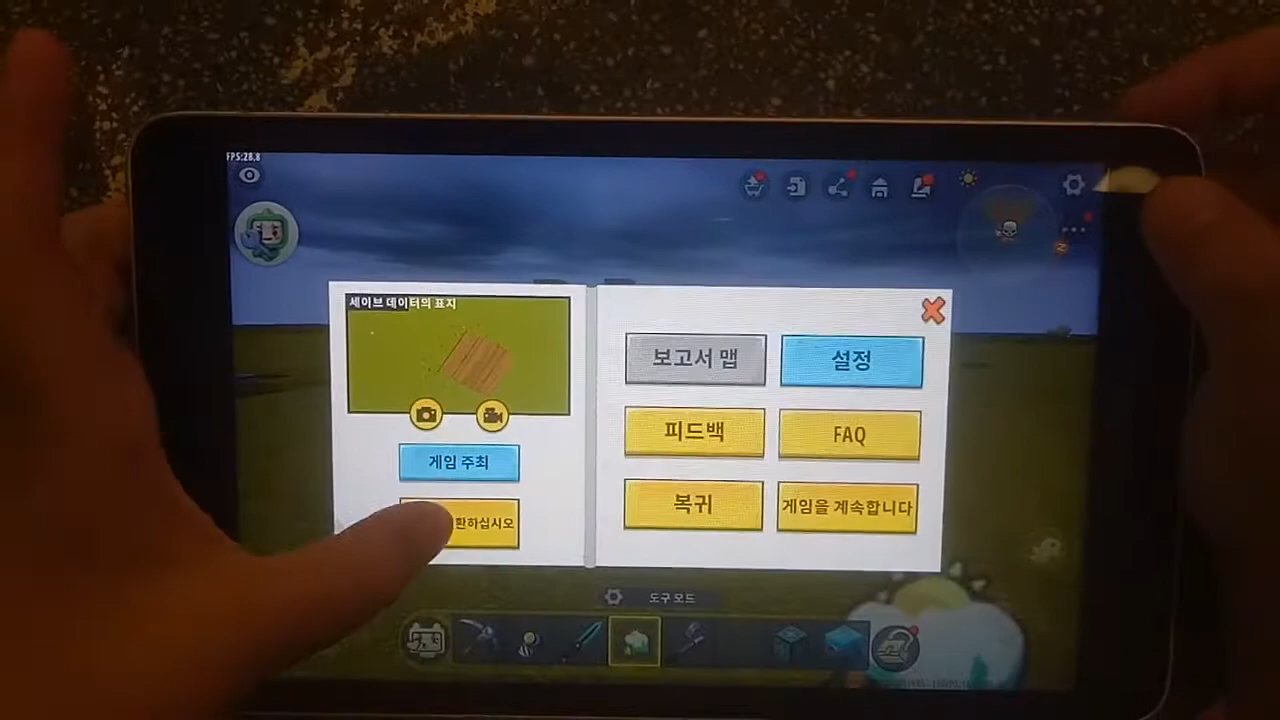 FPS:28.8
세이브 데이터의 표지
보고서 맵
설정
피드백
FAQ
게임 주최
복귀
게임을 계속합니다
환하십시오
도구 모드